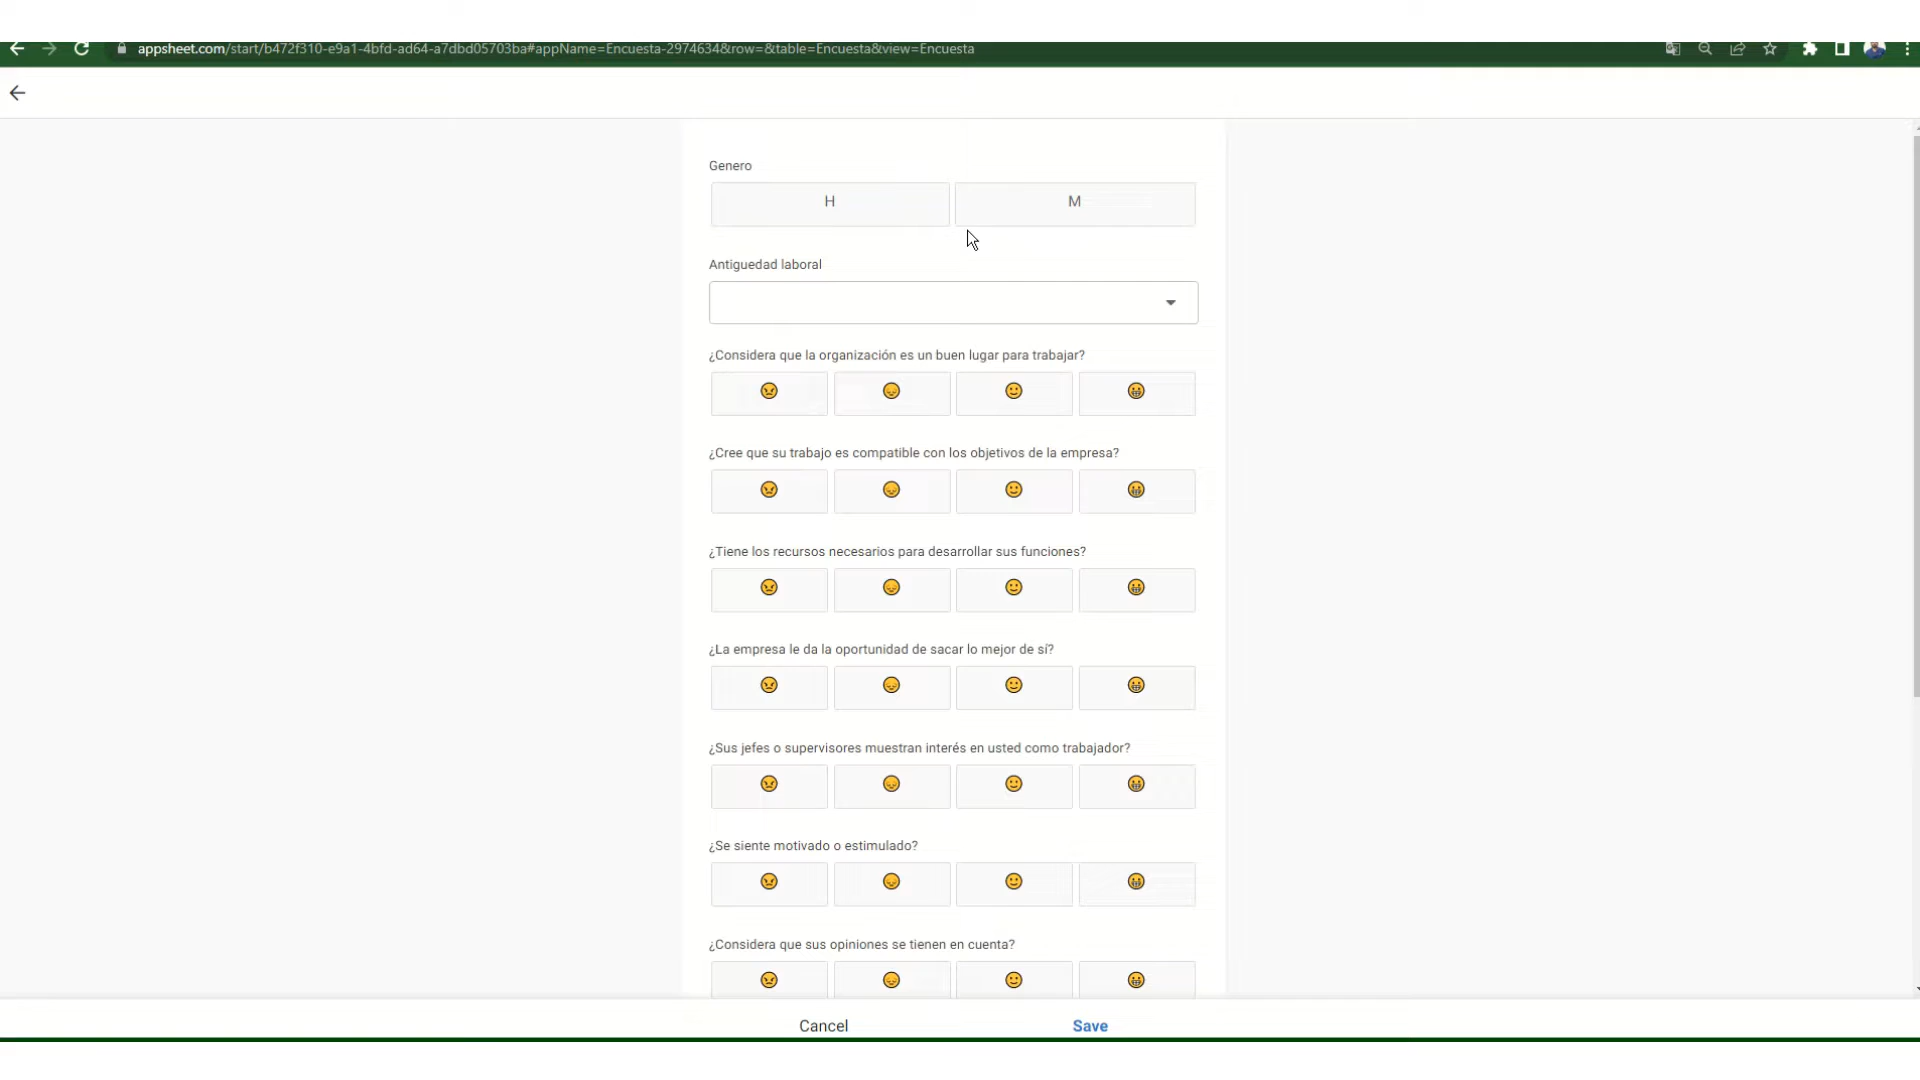 appsheet.com/start/b472f310-e9a1-4bfd-ad64-a7dbd05703ba#appName=Encuesta-2974634&row=&table=Encuesta&view=Encuesta
Genero
H M
Antiguedad laboral
¿Considera que la organización es un buen lugar para trabajar?
¿Cree que su trabajo es compatible con los objetivos de la empresa?
¿Tiene los recursos necesarios para desarrollar sus funciones?
¿La empresa le da la oportunidad de sacar lo mejor de sí?
¿Sus jefes o supervisores muestran interés en usted como trabajador?
¿Se siente motivado o estimulado?
¿Considera que sus opiniones se tienen en cuenta?
Cancel Save